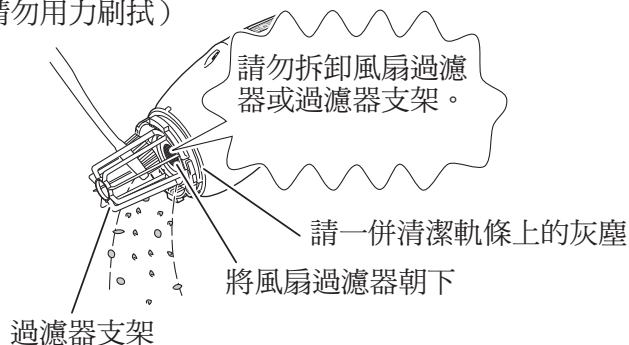 請勿用力刷拭）
請勿拆卸風扇過濾
器或過濾器支架。
請一併清潔軌條上的灰塵
將風扇過濾器朝下
過濾器支架